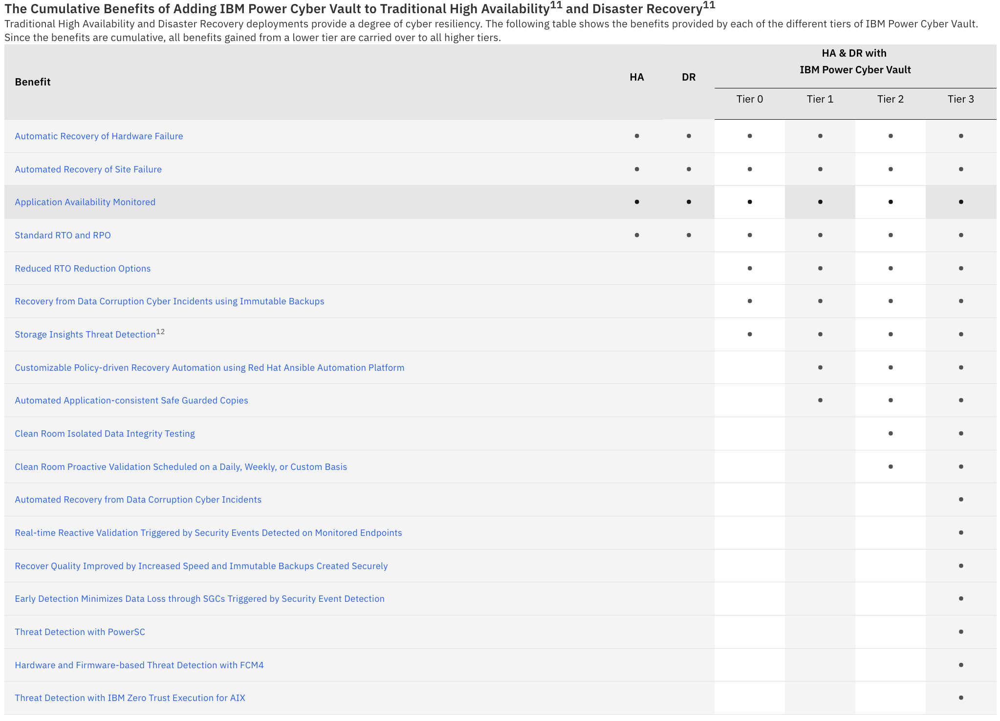 The Cumulative Benefits of Adding IBM Power Cyber Vault to Traditional High Availability11 and Disaster Recovery11
Traditional High Availability and Disaster Recovery deployments provide a degree of cyber resiliency. The following table shows the benefits provided by each of the different tiers of IBM Power Cyber Vault.
Since the benefits are cumulative, all benefits gained from a lower tier are carried over to all higher tiers.
HA & DR with
IBM Power Cyber Vault
Benefit HA DR
Tier 0 Tier 1 Tier 2 Tier 3
Automatic Recovery of Hardware Failure • • • • • •
Automated Recovery of Site Failure • • • • • •
Application Availability Monitored • • • • • •
Standard RTO and RPO • • • • • •
Reduced RTO Reduction Options • • • •
Recovery from Data Corruption Cyber Incidents using Immutable Backups • • • •
Storage Insights Threat Detection12 • • • •
Customizable Policy-driven Recovery Automation using Red Hat Ansible Automation Platform • • •
Automated Application-consistent Safe Guarded Copies • • •
Clean Room Isolated Data Integrity Testing • •
Clean Room Proactive Validation Scheduled on a Daily, Weekly, or Custom Basis • •
Automated Recovery from Data Corruption Cyber Incidents •
Real-time Reactive Validation Triggered by Security Events Detected on Monitored Endpoints •
Recover Quality Improved by Increased Speed and Immutable Backups Created Securely •
Early Detection Minimizes Data Loss through SGCs Triggered by Security Event Detection •
Threat Detection with PowerSC •
Hardware and Firmware-based Threat Detection with FCM4 •
Threat Detection with IBM Zero Trust Execution for AIX •